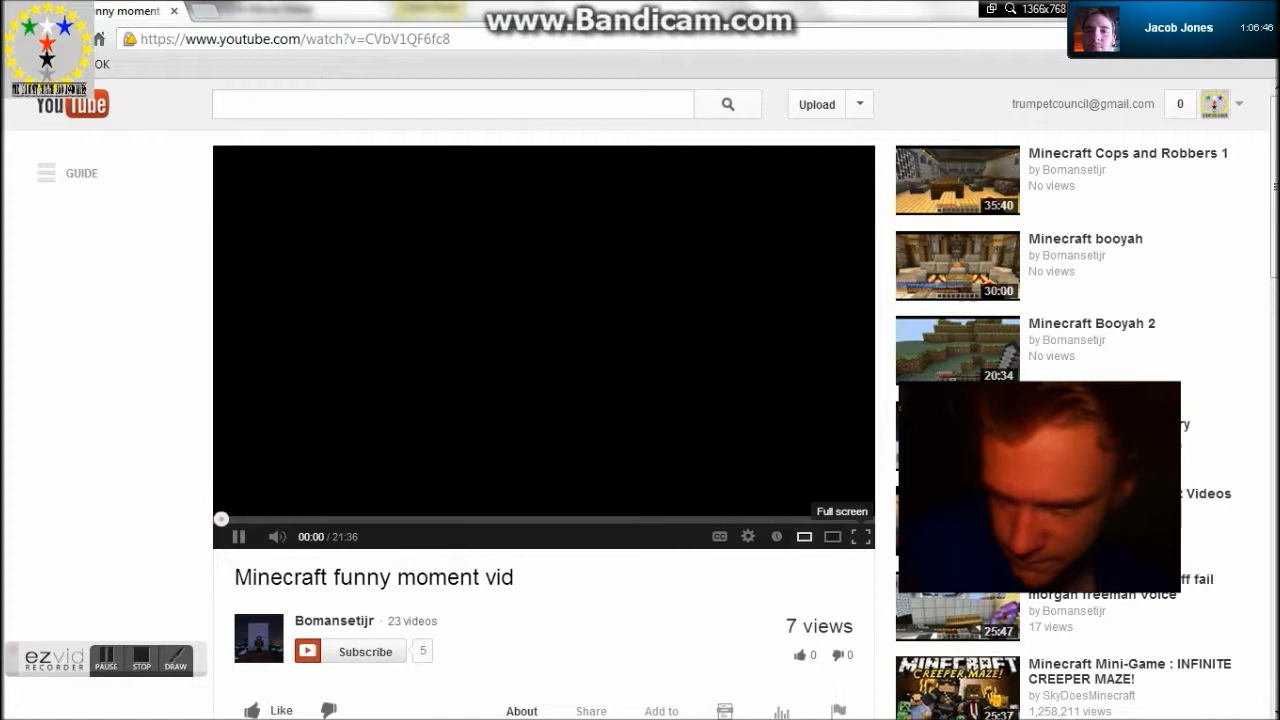 www.Bandicam.com
1366x768
Jacob Jones
1:06:46
nny moment
https://www.youtube.com/watch?v=CVbV1QF6fc8
OK
YouTube
Upload
trumpetcouncil@gmail.com
0
GUIDE
Minecraft Cops and Robbers 1
by Bomansetijr
No views
35:40
Minecraft booyah
by Bomansetijr
No views
30:00
Minecraft Booyah 2
by Bomansetijr
No views
20:34
ry
Videos
Full screen
00:00 / 21:36
CC
Minecraft funny moment vid
Bomansetijr · 23 videos
Subscribe
5
7 views
0
0
ff fail
morgan freeman voice
by Bomansetijr
17 views
25:47
ezvid
RECORDER
PAUSE
STOP
DRAW
MINECRAFT
CREEPER MAZE!
25:37
Minecraft Mini-Game : INFINITE
CREEPER MAZE!
by SkyDoesMinecraft
1,258,211 views
Like
About
Share
Add to